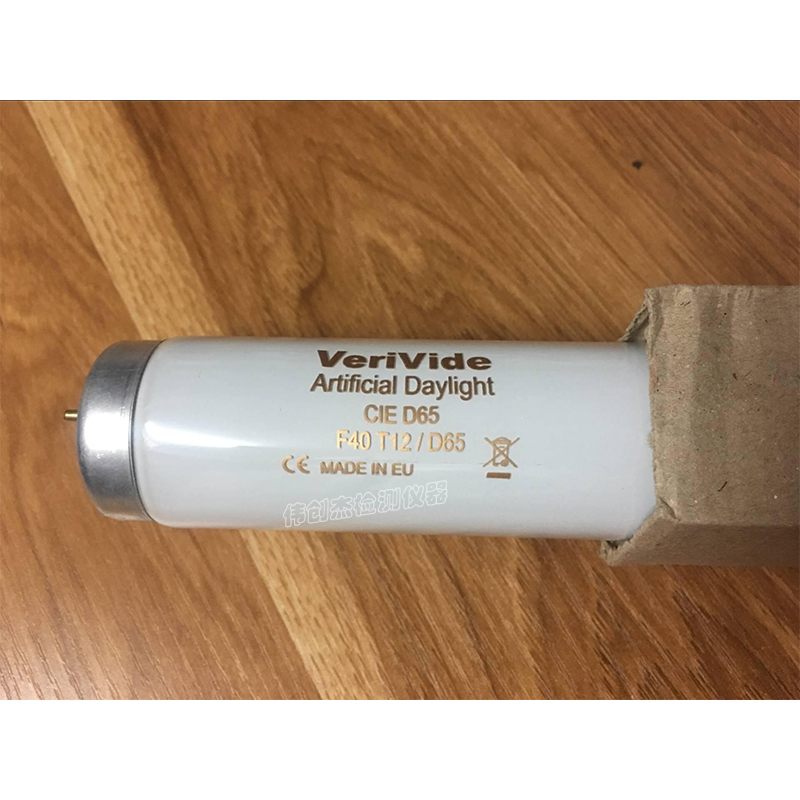 VeriVide
Artificial Daylight
CIE D65
F40 T12 / D65
CE MADE IN EU
伟创杰检测仪器